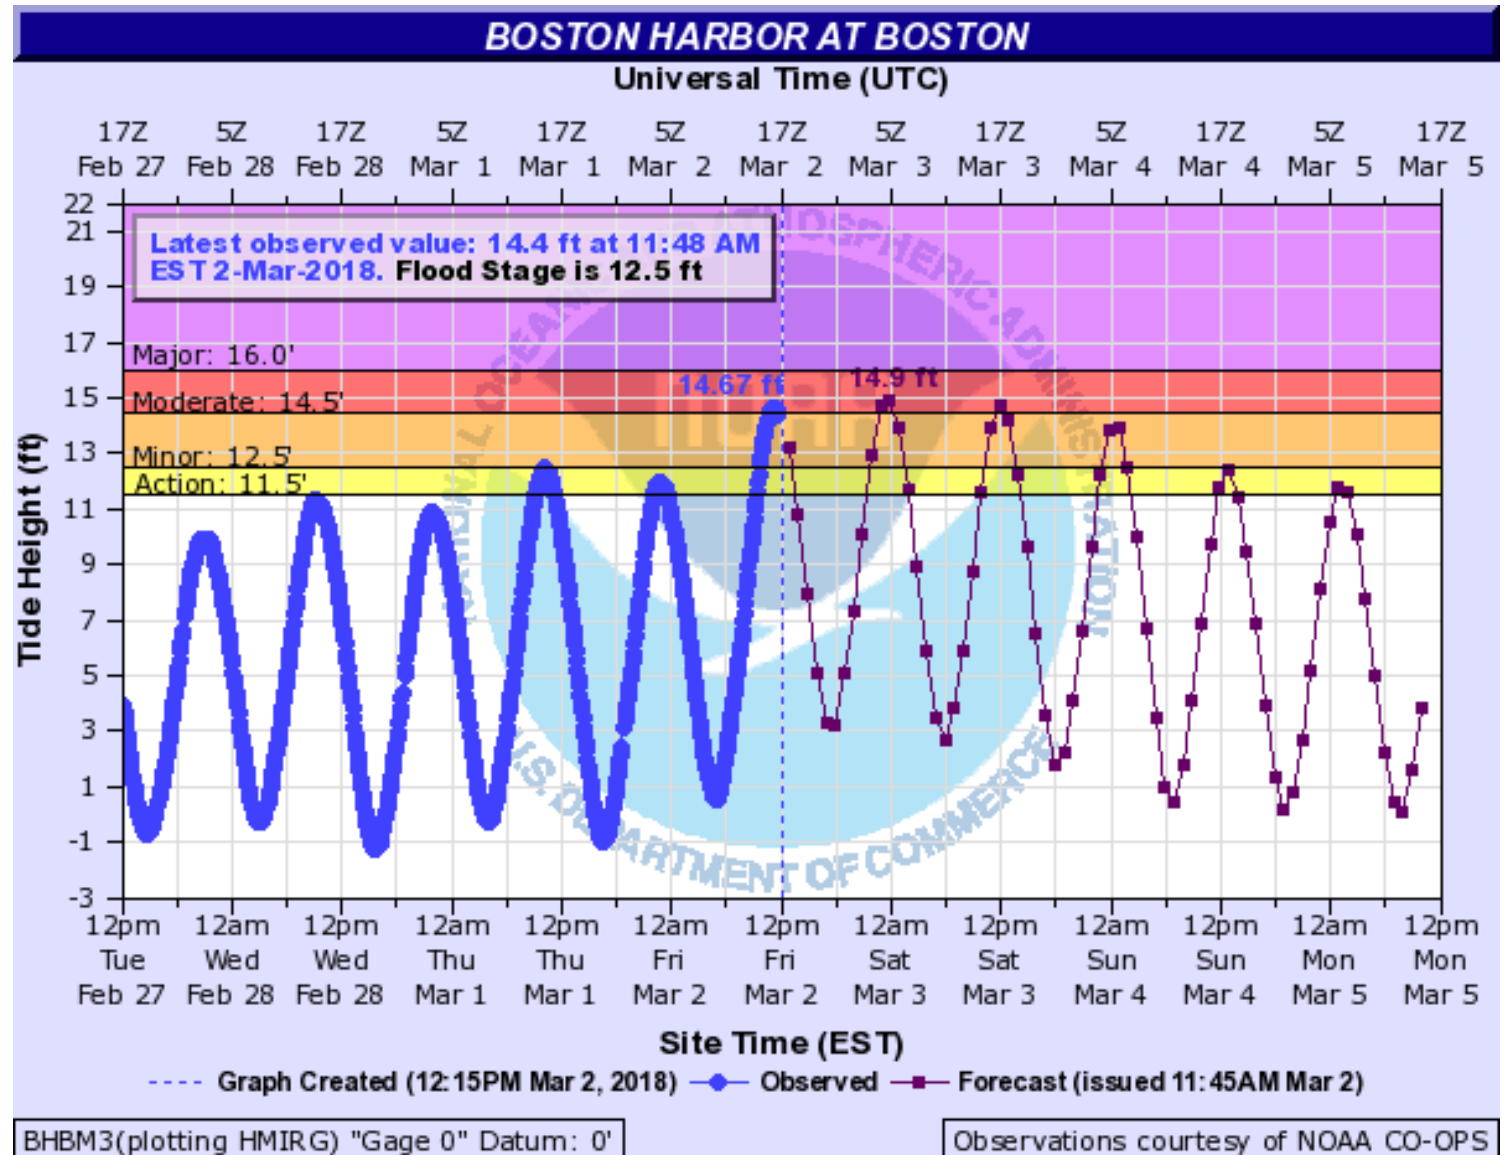 BOSTON HARBOR AT BOSTON
Universal Time (UTC)
17Z 5Z 17Z 5Z 17Z 5Z 17Z 5Z 17Z 5Z 17Z 5Z 17Z
Feb 27 Feb 28 Feb 28 Mar 1 Mar 1 Mar 2 Mar 2 Mar 3 Mar 3 Mar 4 Mar 4 Mar 5 Mar 5
Latest observed value: 14.4 ft at 11:48 AM
EST 2-Mar-2018. Flood Stage is 12.5 ft
22
21
19
17
15
13
11
9
7
5
3
1
-1
-3
Tide Height (ft)
Major: 16.0'
Moderate: 14.5'
Minor: 12.5'
Action: 11.5'
14.67 ft
14.9 ft
NATIONAL OCEANIC AND ATMOSPHERIC ADMINISTRATION
noaa
U.S. DEPARTMENT OF COMMERCE
12pm 12am 12pm 12am 12pm 12am 12pm 12am 12pm 12am 12pm 12am 12pm
Tue Wed Wed Thu Thu Fri Fri Sat Sat Sun Sun Mon Mon
Feb 27 Feb 28 Feb 28 Mar 1 Mar 1 Mar 2 Mar 2 Mar 3 Mar 3 Mar 4 Mar 4 Mar 5 Mar 5
Site Time (EST)
Graph Created (12:15PM Mar 2, 2018) Observed Forecast (issued 11:45AM Mar 2)
BHBM3(plotting HMIRG) "Gage 0" Datum: 0'
Observations courtesy of NOAA CO-OPS